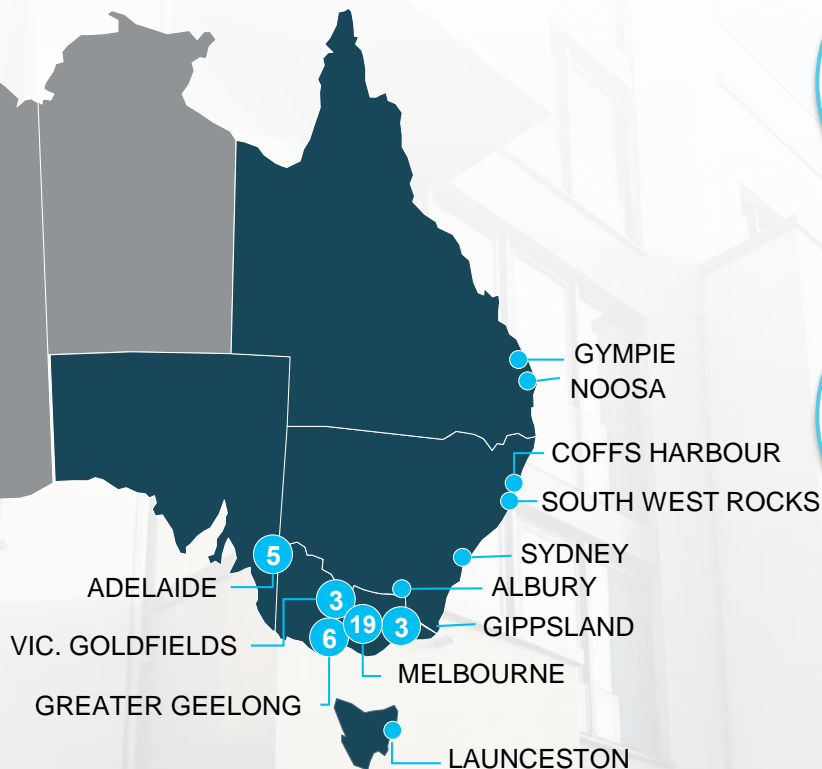 GYMPIE
NOOSA
COFFS HARBOUR
SOUTH WEST ROCKS
SYDNEY
5
ADELAIDE
ALBURY
3
VIC. GOLDFIELDS
19
3
GIPPSLAND
6
MELBOURNE
GREATER GEELONG
LAUNCESTON